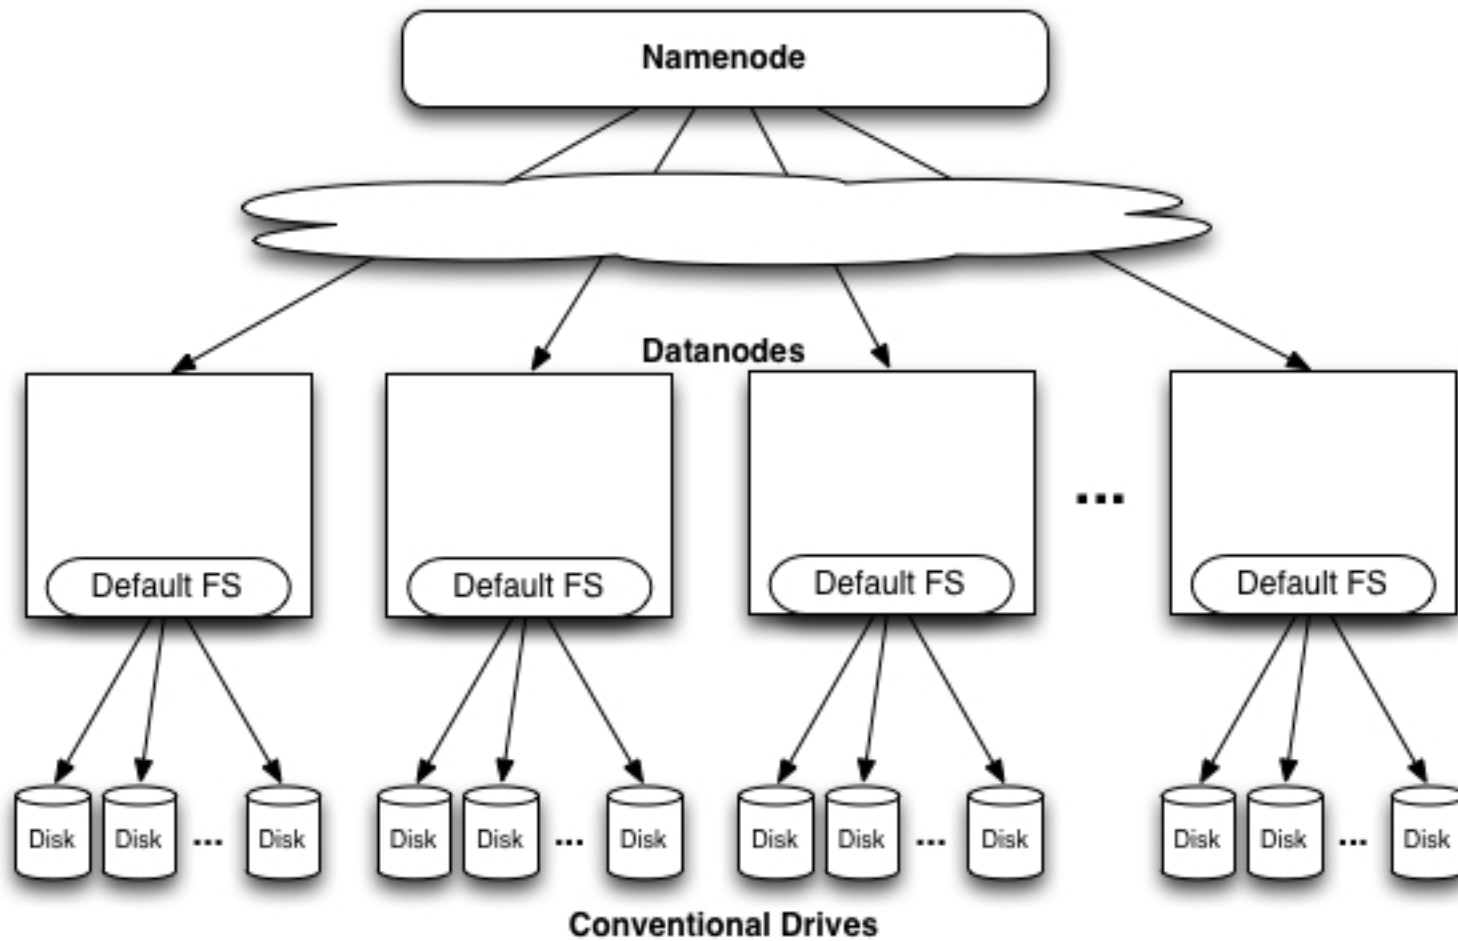 Namenode
Datanodes
...
Default FS Default FS Default FS Default FS
Disk Disk ... Disk Disk Disk ... Disk Disk Disk ... Disk Disk Disk ... Disk
Conventional Drives